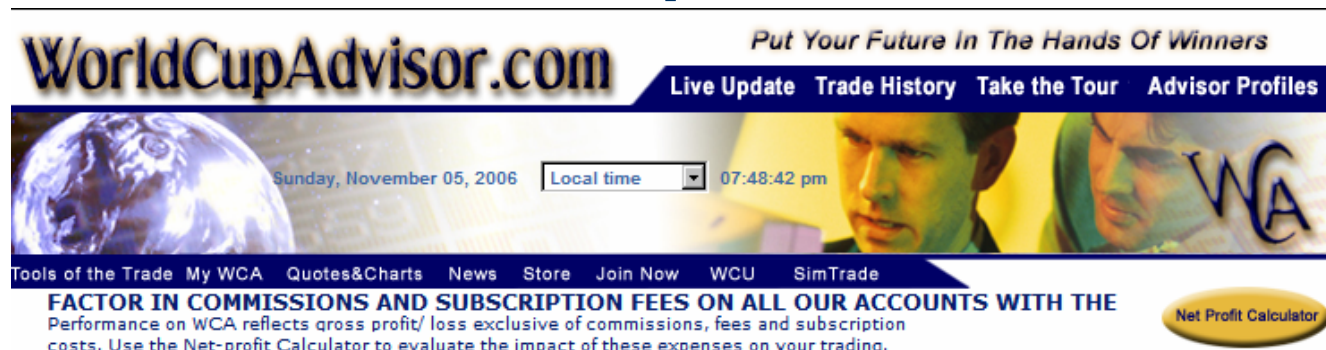 WorldCupAdvisor.com
Put Your Future In The Hands Of Winners
Live Update Trade History Take the Tour Advisor Profiles
Sunday, November 05, 2006 Local time 07:48:42 pm
WCA
Tools of the Trade My WCA Quotes&Charts News Store Join Now WCU SimTrade
FACTOR IN COMMISSIONS AND SUBSCRIPTION FEES ON ALL OUR ACCOUNTS WITH THE
Net Profit Calculator
Performance on WCA reflects gross profit/ loss exclusive of commissions, fees and subscription
costs. Use the Net-profit Calculator to evaluate the impact of these expenses on your trading.